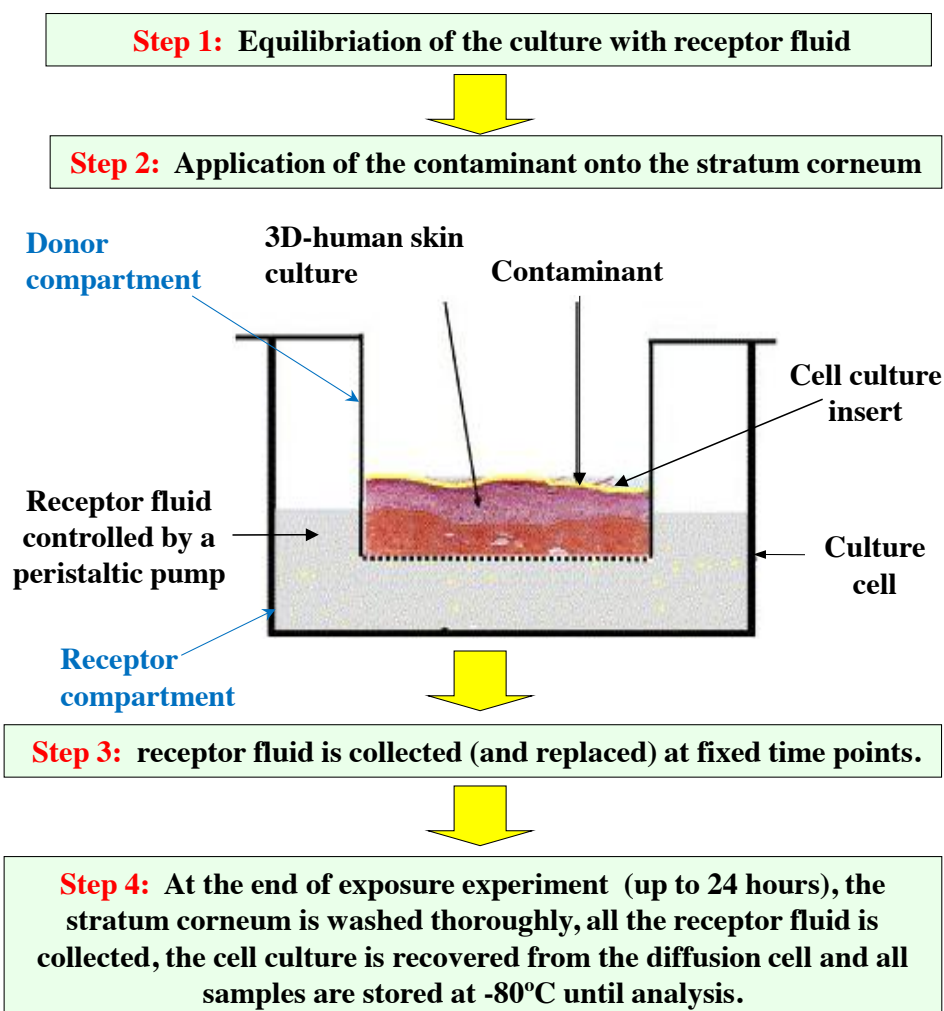 Step 1: Equilibriation of the culture with receptor fluid
Step 2: Application of the contaminant onto the stratum corneum
Donor
compartment
3D-human skin
culture
Contaminant
Cell culture
insert
Receptor fluid
controlled by a
peristaltic pump
Culture
cell
Receptor
compartment
Step 3: receptor fluid is collected (and replaced) at fixed time points.
Step 4: At the end of exposure experiment (up to 24 hours), the
stratum corneum is washed thoroughly, all the receptor fluid is
collected, the cell culture is recovered from the diffusion cell and all
samples are stored at -80ºC until analysis.